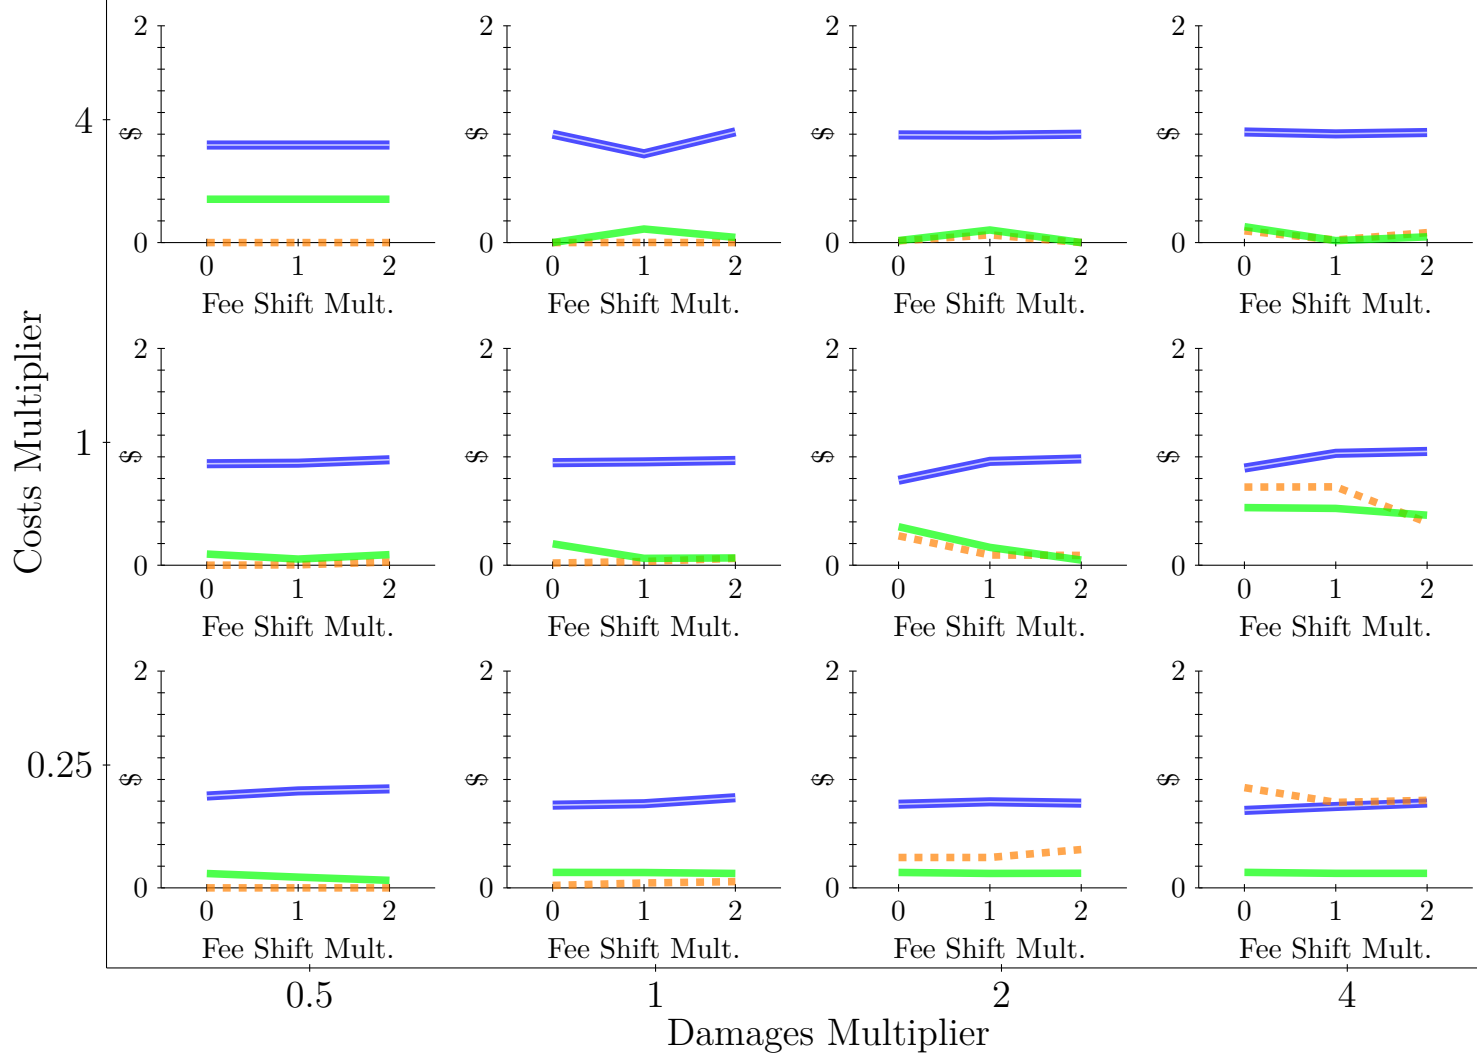 2 2 2 2
4 $ $ $ $
0 0 0 0
0 1 2 0 1 2 0 1 2 0 1 2
Fee Shift Mult. Fee Shift Mult. Fee Shift Mult. Fee Shift Mult.
Costs Multiplier
2 2 2 2
1 $ $ $ $
0 0 0 0
0 1 2 0 1 2 0 1 2 0 1 2
Fee Shift Mult. Fee Shift Mult. Fee Shift Mult. Fee Shift Mult.
2 2 2 2
0.25 $ $ $ $
0 0 0 0
0 1 2 0 1 2 0 1 2 0 1 2
Fee Shift Mult. Fee Shift Mult. Fee Shift Mult. Fee Shift Mult.
0.5 1 2 4
Damages Multiplier